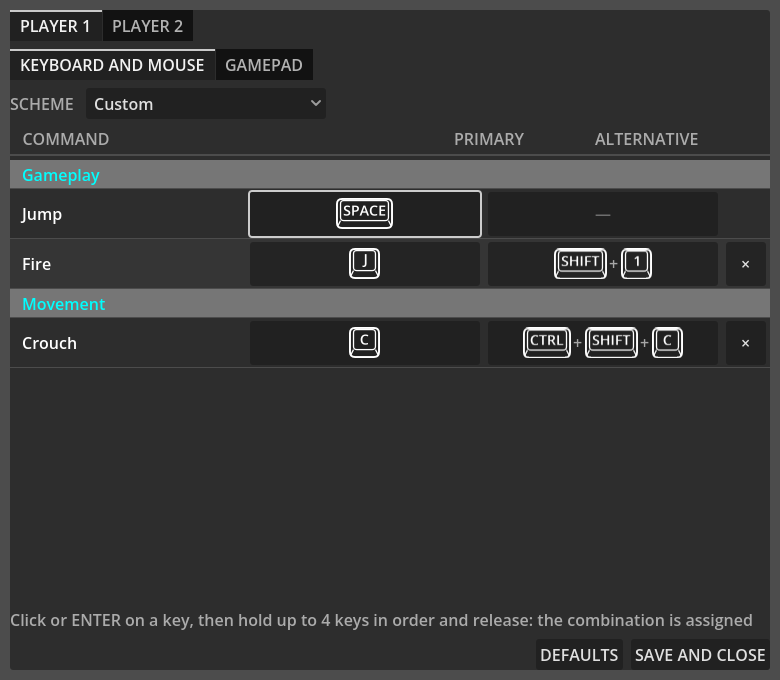 PLAYER 1 PLAYER 2
KEYBOARD AND MOUSE GAMEPAD
SCHEME Custom
COMMAND PRIMARY ALTERNATIVE
Gameplay
Jump SPACE —
Fire J SHIFT + 1 ×
Movement
Crouch C CTRL + SHIFT + C ×
Click or ENTER on a key, then hold up to 4 keys in order and release: the combination is assigned
DEFAULTS SAVE AND CLOSE